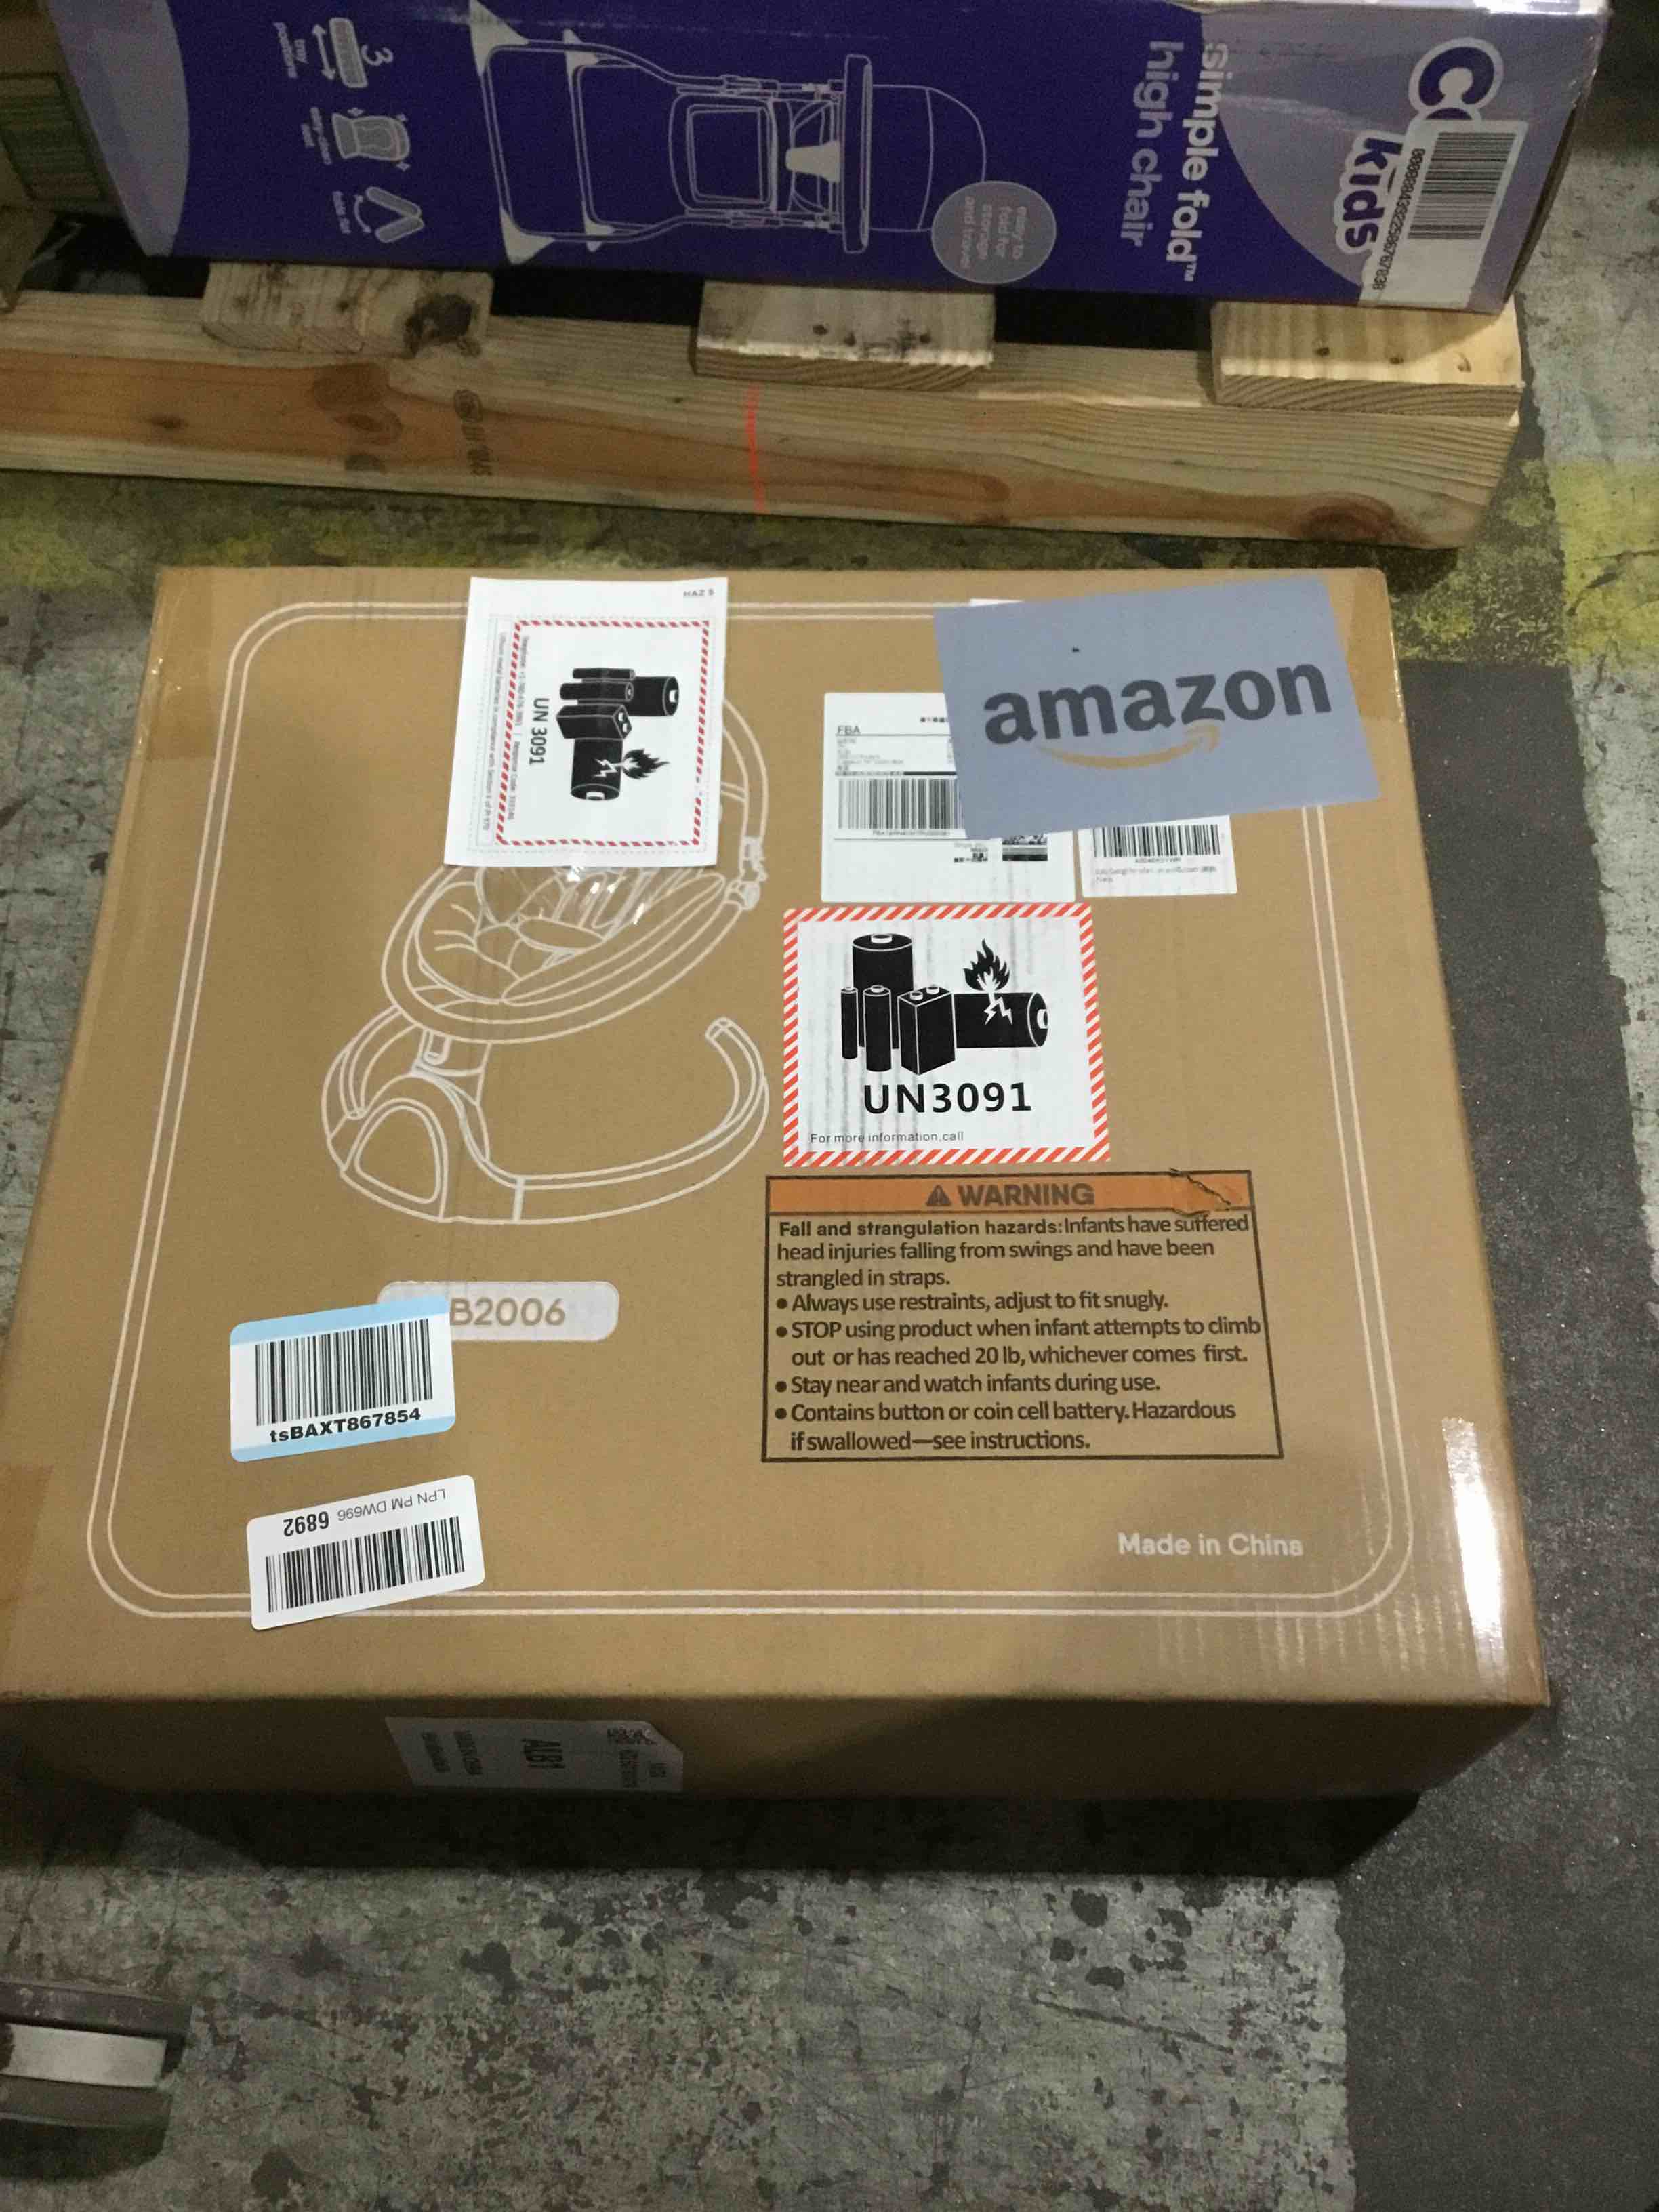 3
tray
positions
easy to
fold for
storage
and travel
simple fold™
high chair
kids
HAZ 5
UN 3091
FBA
amazon
UN3091
For more information,call
WARNING
Fall and strangulation hazards:Infants have suffered
head injuries falling from swings and have been
strangled in straps.
• Always use restraints, adjust to fit snugly.
• STOP using product when infant attempts to climb
out or has reached 20 lb, whichever comes first.
• Stay near and watch infants during use.
• Contains button or coin cell battery.Hazardous
if swallowed—see instructions.
B2006
tsBAXT867854
LPN PM DW696 6892
Made in China
ALB1